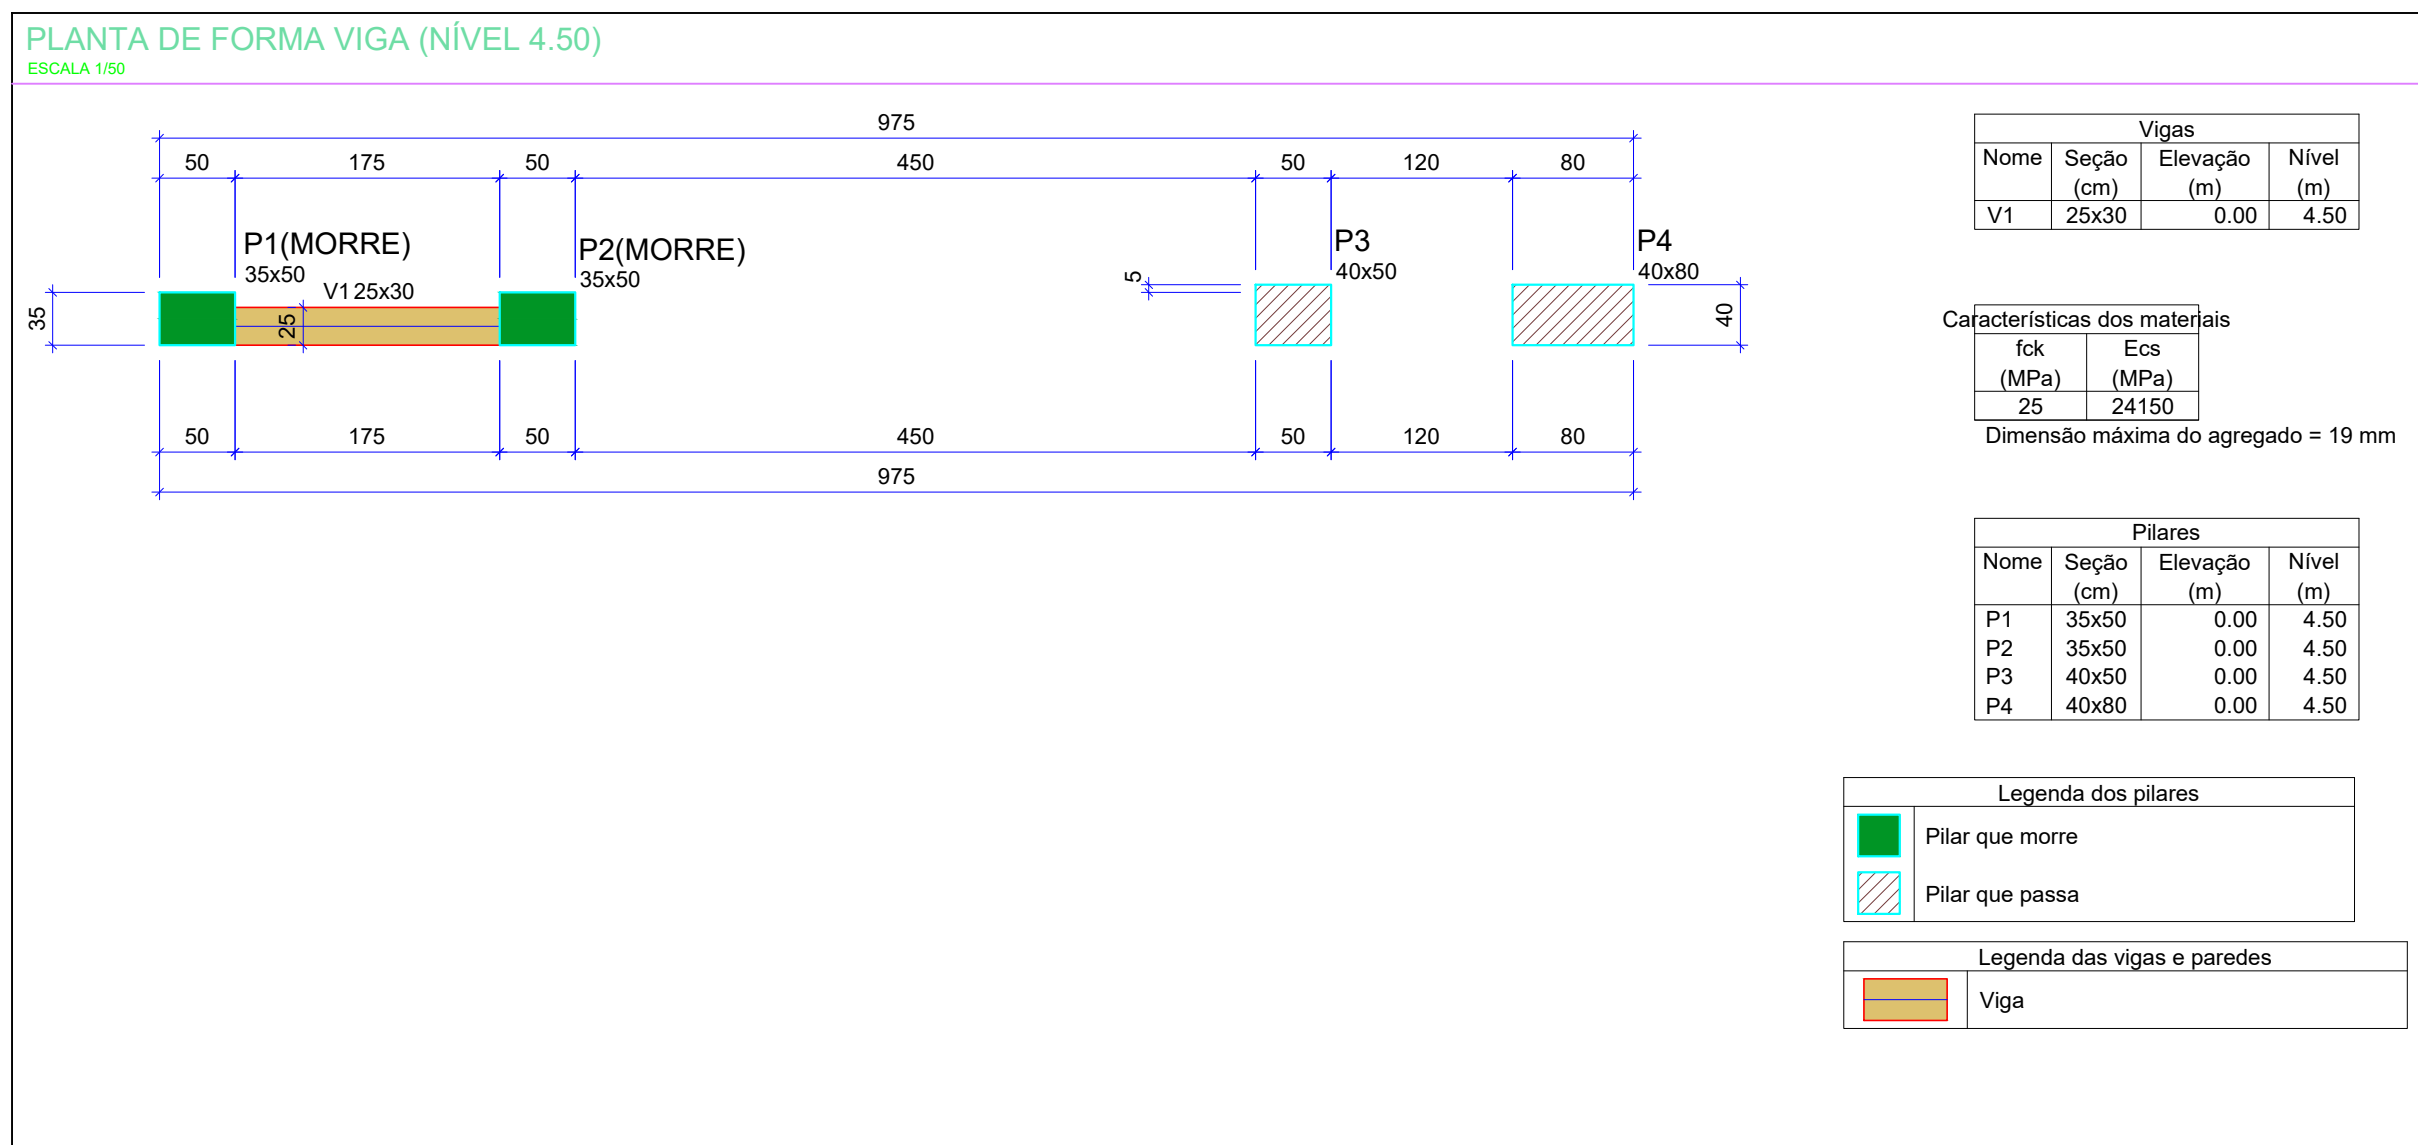 PLANTA DE FORMA VIGA (NÍVEL 4.50)
ESCALA 1/50
975
50 175 50 450 50 120 80
P1(MORRE)
35x50
P2(MORRE)
35x50
P3
40x50
P4
40x80
V1 25x30
35
25
5
40
50 175 50 450 50 120 80
975
Vigas
Nome Seção Elevação Nível
(cm) (m) (m)
V1 25x30 0.00 4.50
Características dos materiais
fck Ecs
(MPa) (MPa)
25 24150
Dimensão máxima do agregado = 19 mm
Pilares
Nome Seção Elevação Nível
(cm) (m) (m)
P1 35x50 0.00 4.50
P2 35x50 0.00 4.50
P3 40x50 0.00 4.50
P4 40x80 0.00 4.50
Legenda dos pilares
Pilar que morre
Pilar que passa
Legenda das vigas e paredes
Viga